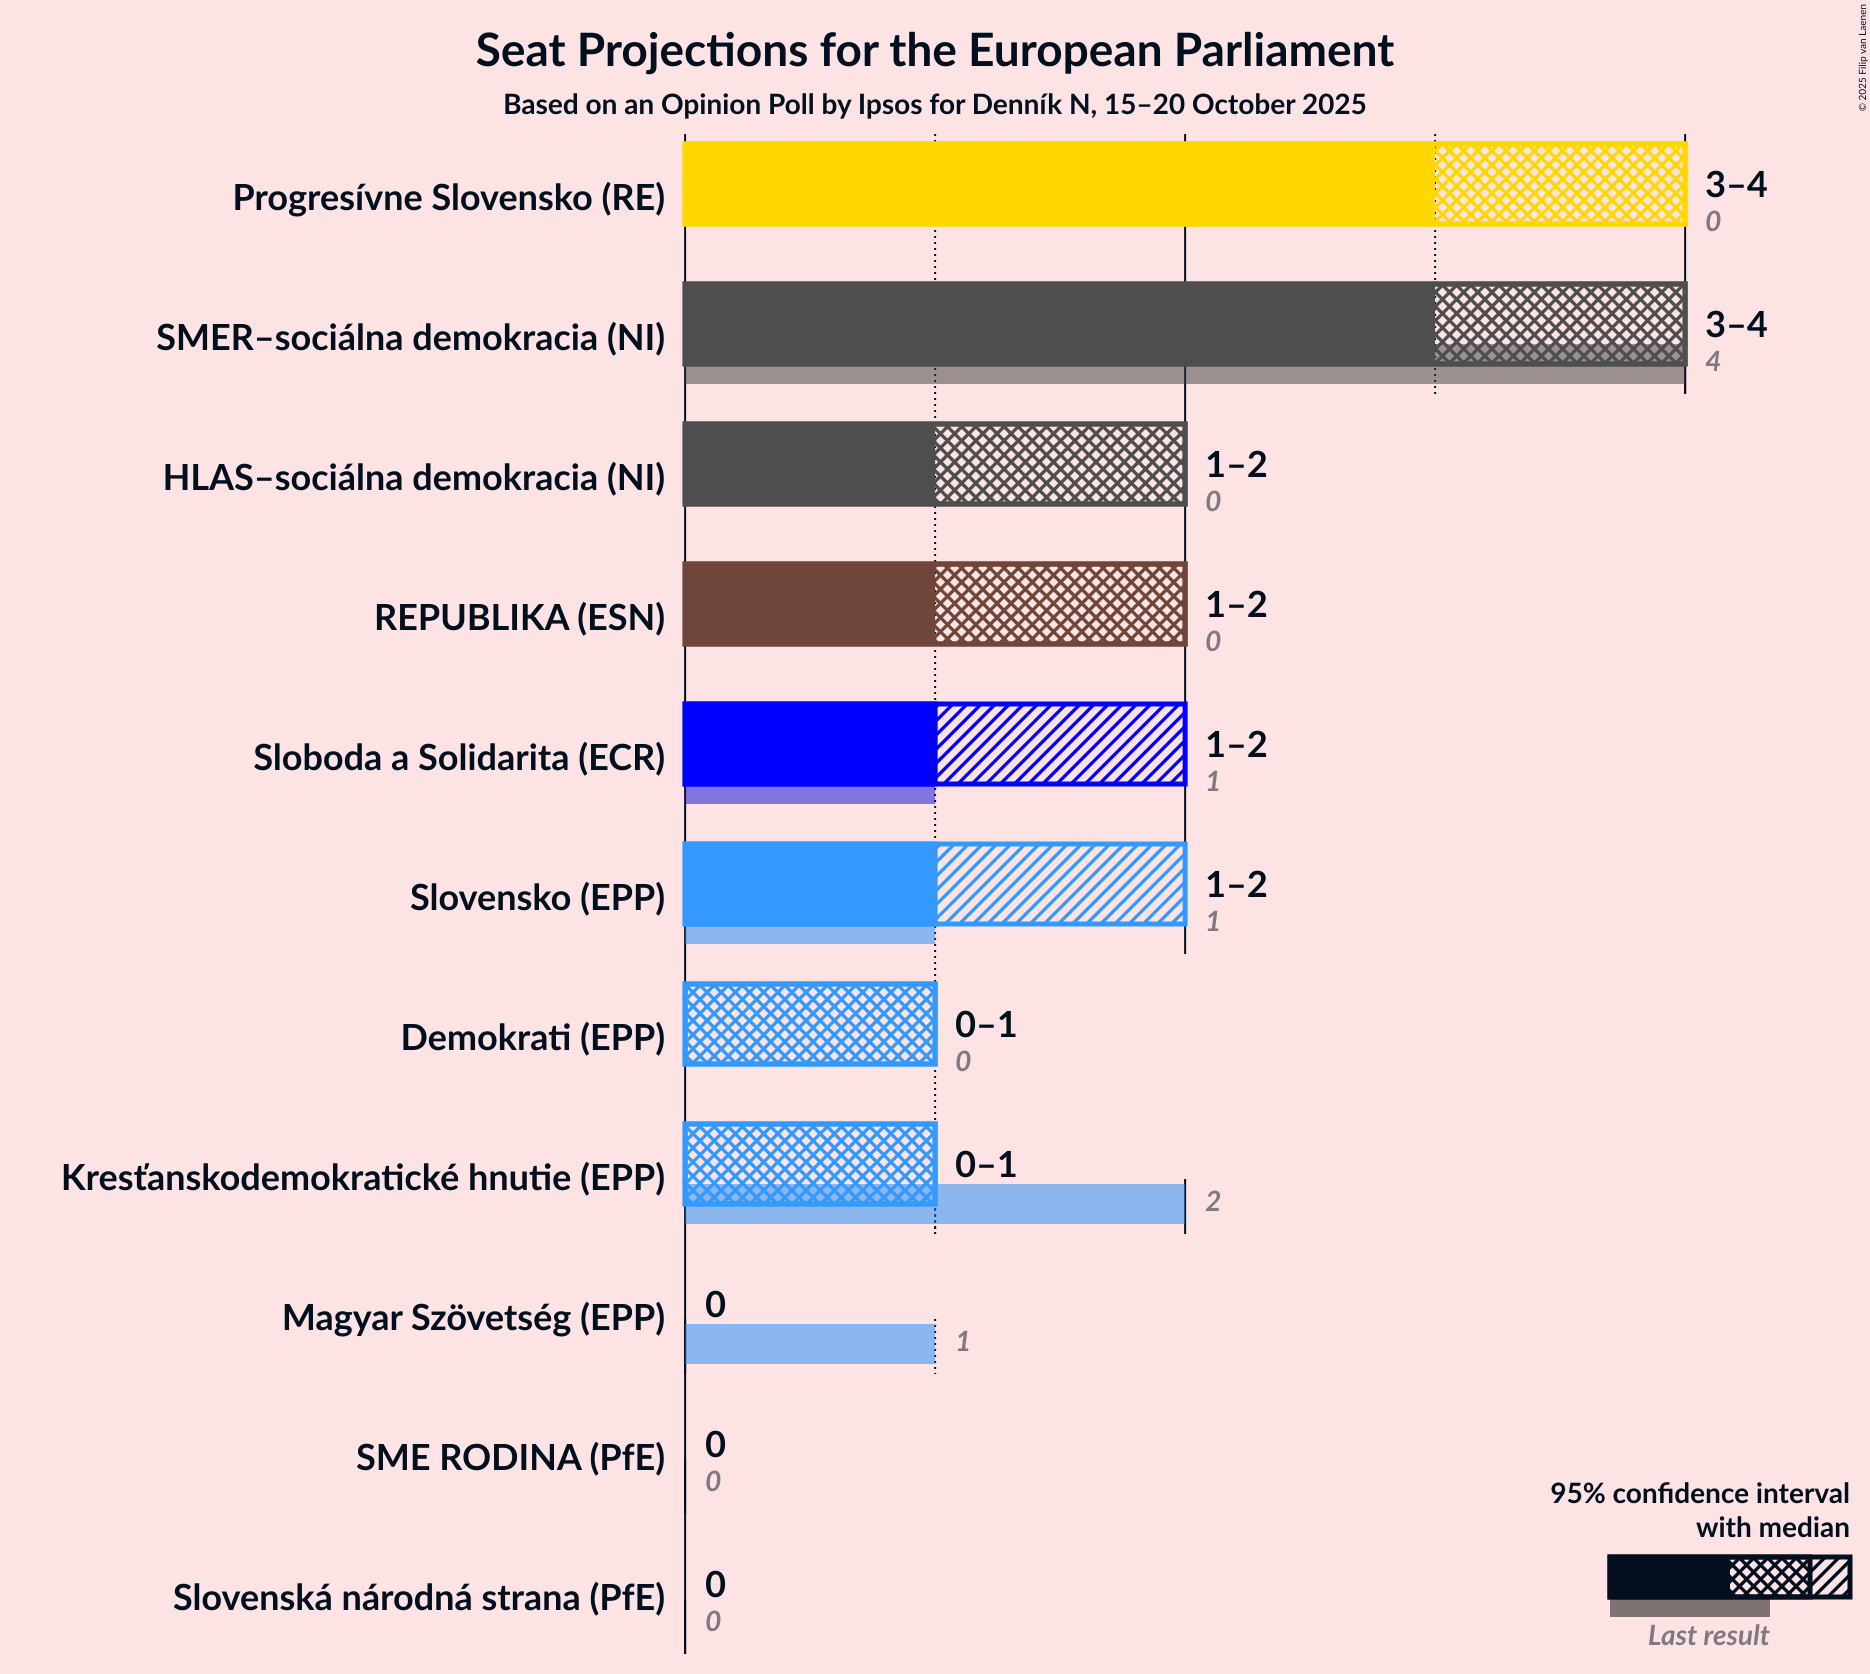 Seat Projections for the European Parliament
Based on an Opinion Poll by Ipsos for Denník N, 15–20 October 2025
© 2025 Filip van Laenen
Progresívne Slovensko (RE)
3–4
0
SMER–sociálna demokracia (NI)
3–4
4
HLAS–sociálna demokracia (NI)
1–2
0
REPUBLIKA (ESN)
1–2
0
Sloboda a Solidarita (ECR)
1–2
1
Slovensko (EPP)
1–2
1
Demokrati (EPP)
0–1
0
Kresťanskodemokratické hnutie (EPP)
0–1
2
Magyar Szövetség (EPP)
0
1
SME RODINA (PfE)
0
0
Slovenská národná strana (PfE)
0
0
95% confidence interval
with median
Last result